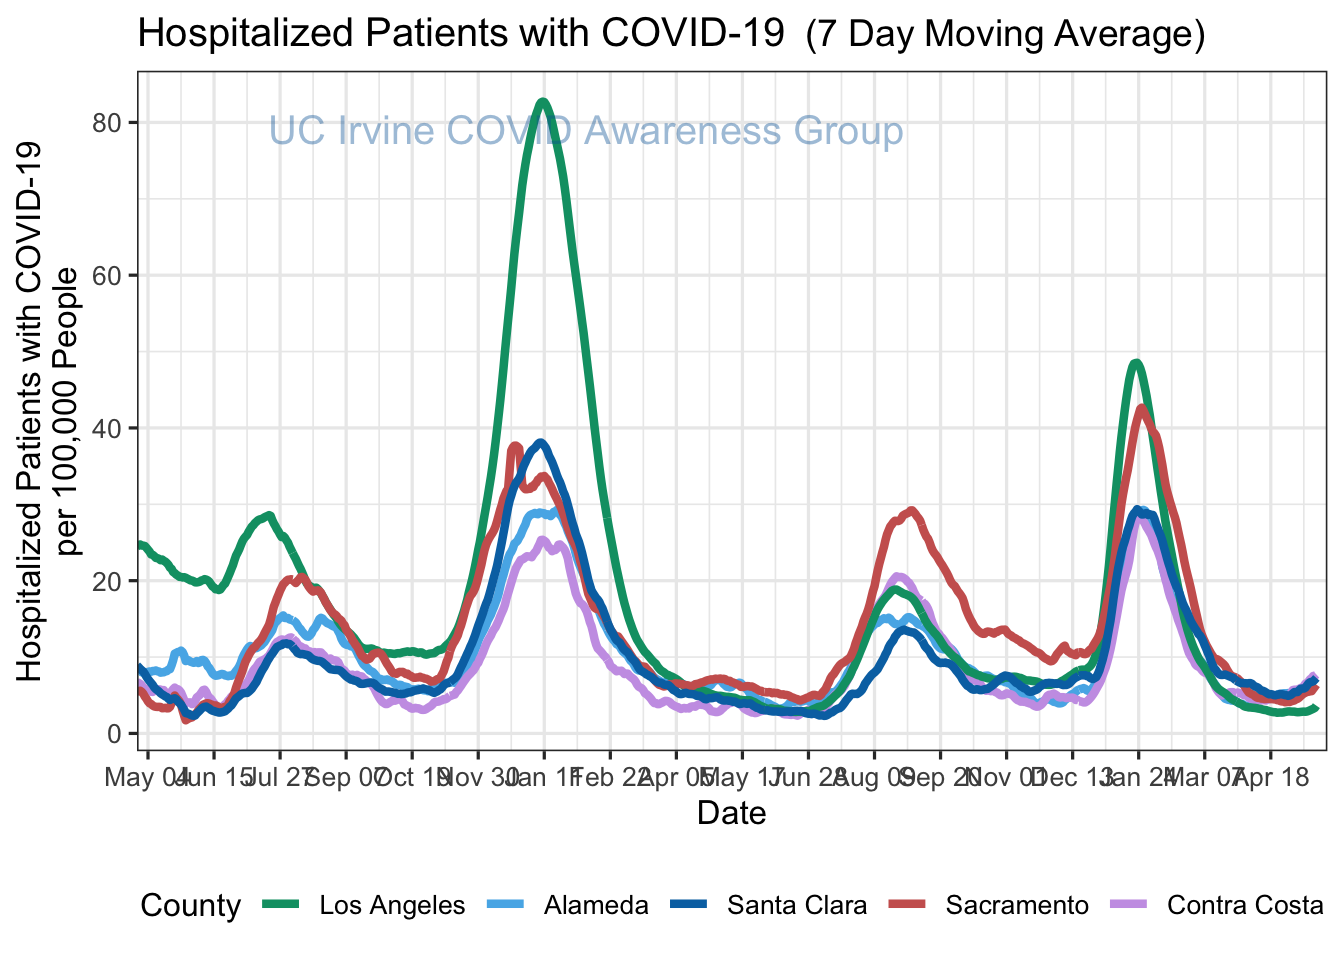 Hospitalized Patients with COVID-19 (7 Day Moving Average)
UC Irvine COVID Awareness Group
Hospitalized Patients with COVID-19
per 100,000 People
80
60
40
20
0
May 04 Jun 15 Jul 27 Sep 07 Oct 19 Nov 30 Jan 11 Feb 22 Apr 05 May 17 Jun 28 Aug 09 Sep 20 Nov 01 Dec 13 Jan 24 Mar 07 Apr 18
Date
County Los Angeles Alameda Santa Clara Sacramento Contra Costa